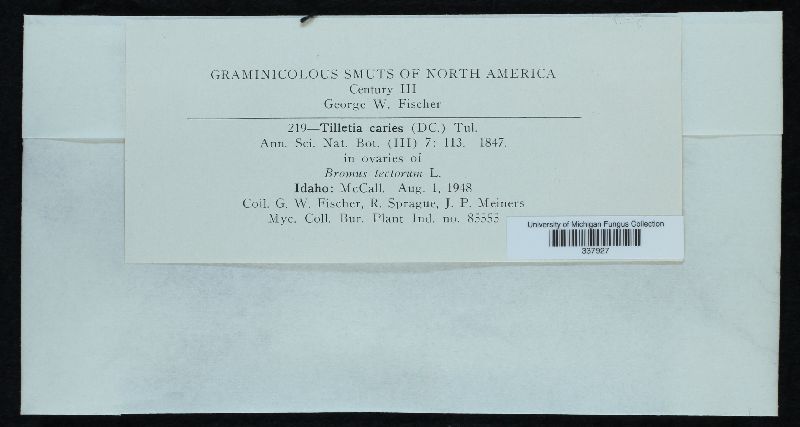 GRAMINICOLOUS SMUTS OF NORTH AMERICA
Century III
George W. Fischer
219—Tilletia caries (DC.) Tul.
Ann. Sci. Nat. Bot. (III) 7: 113. 1847.
in ovaries of
Bromus tectorum L.
Idaho: McCall. Aug. 1, 1948
Coll. G. W. Fischer, R. Sprague, J. P. Meiners
Myc. Coll. Bur. Plant Ind. no. 85555
University of Michigan Fungus Collection
337927